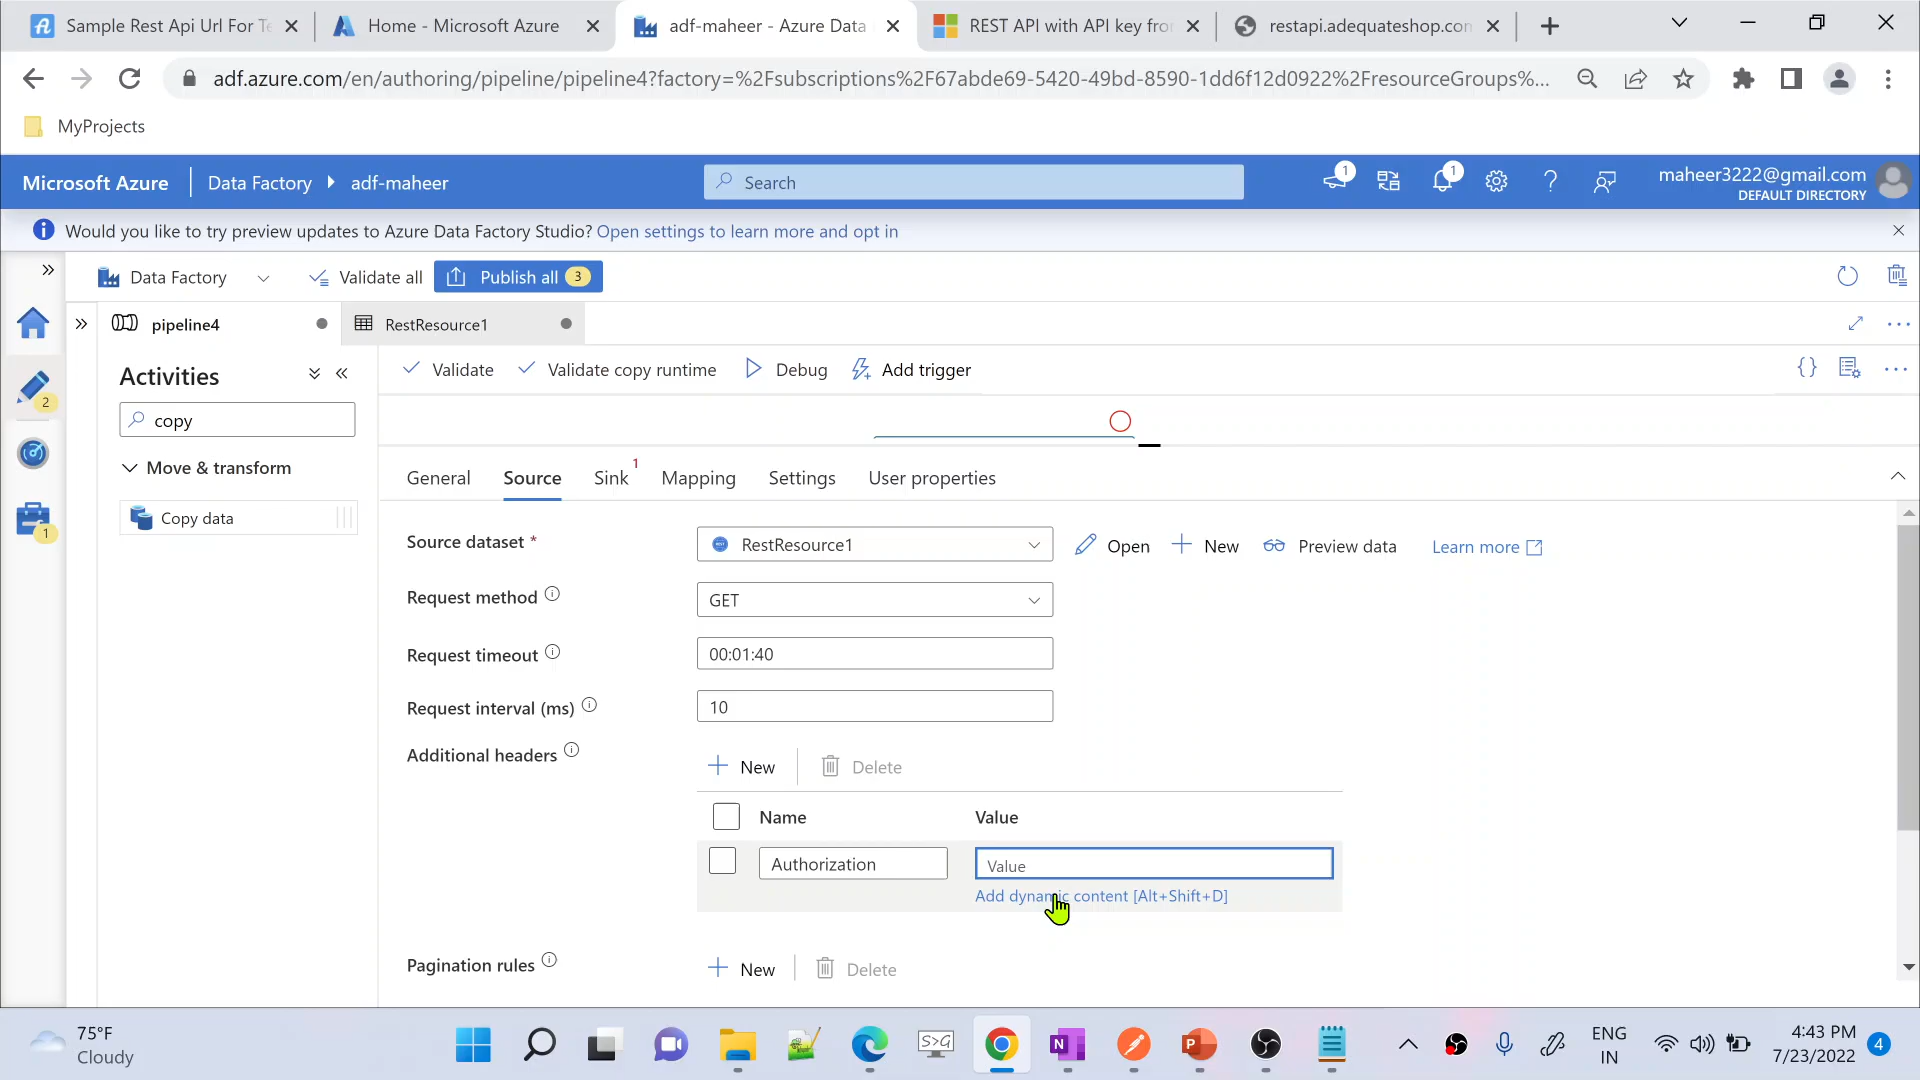 Sample Rest Api Url For Te
Home - Microsoft Azure
adf-maheer - Azure Data
REST API with API key fro
restapi.adequateshop.com
adf.azure.com/en/authoring/pipeline/pipeline4?factory=%2Fsubscriptions%2F67abde69-5420-49bd-8590-1dd6f12d0922%2FresourceGroups%...
MyProjects
Microsoft Azure
Data Factory
adf-maheer
Search
1
1
maheer3222@gmail.com
DEFAULT DIRECTORY
Would you like to try preview updates to Azure Data Factory Studio? Open settings to learn more and opt in
Data Factory
Validate all
Publish all 3
pipeline4
RestResource1
Validate
Validate copy runtime
Debug
Add trigger
Activities
2
copy
Move & transform
Copy data
1
General
Source
Sink 1
Mapping
Settings
User properties
Source dataset *
RestResource1
Open
New
Preview data
Learn more
Request method
GET
Request timeout
00:01:40
Request interval (ms)
10
Additional headers
New
Delete
Name
Value
Authorization
Value
Add dynamic content [Alt+Shift+D]
Pagination rules
New
Delete
75°F
Cloudy
S>G
N
P
ENG
IN
4:43 PM
7/23/2022
4